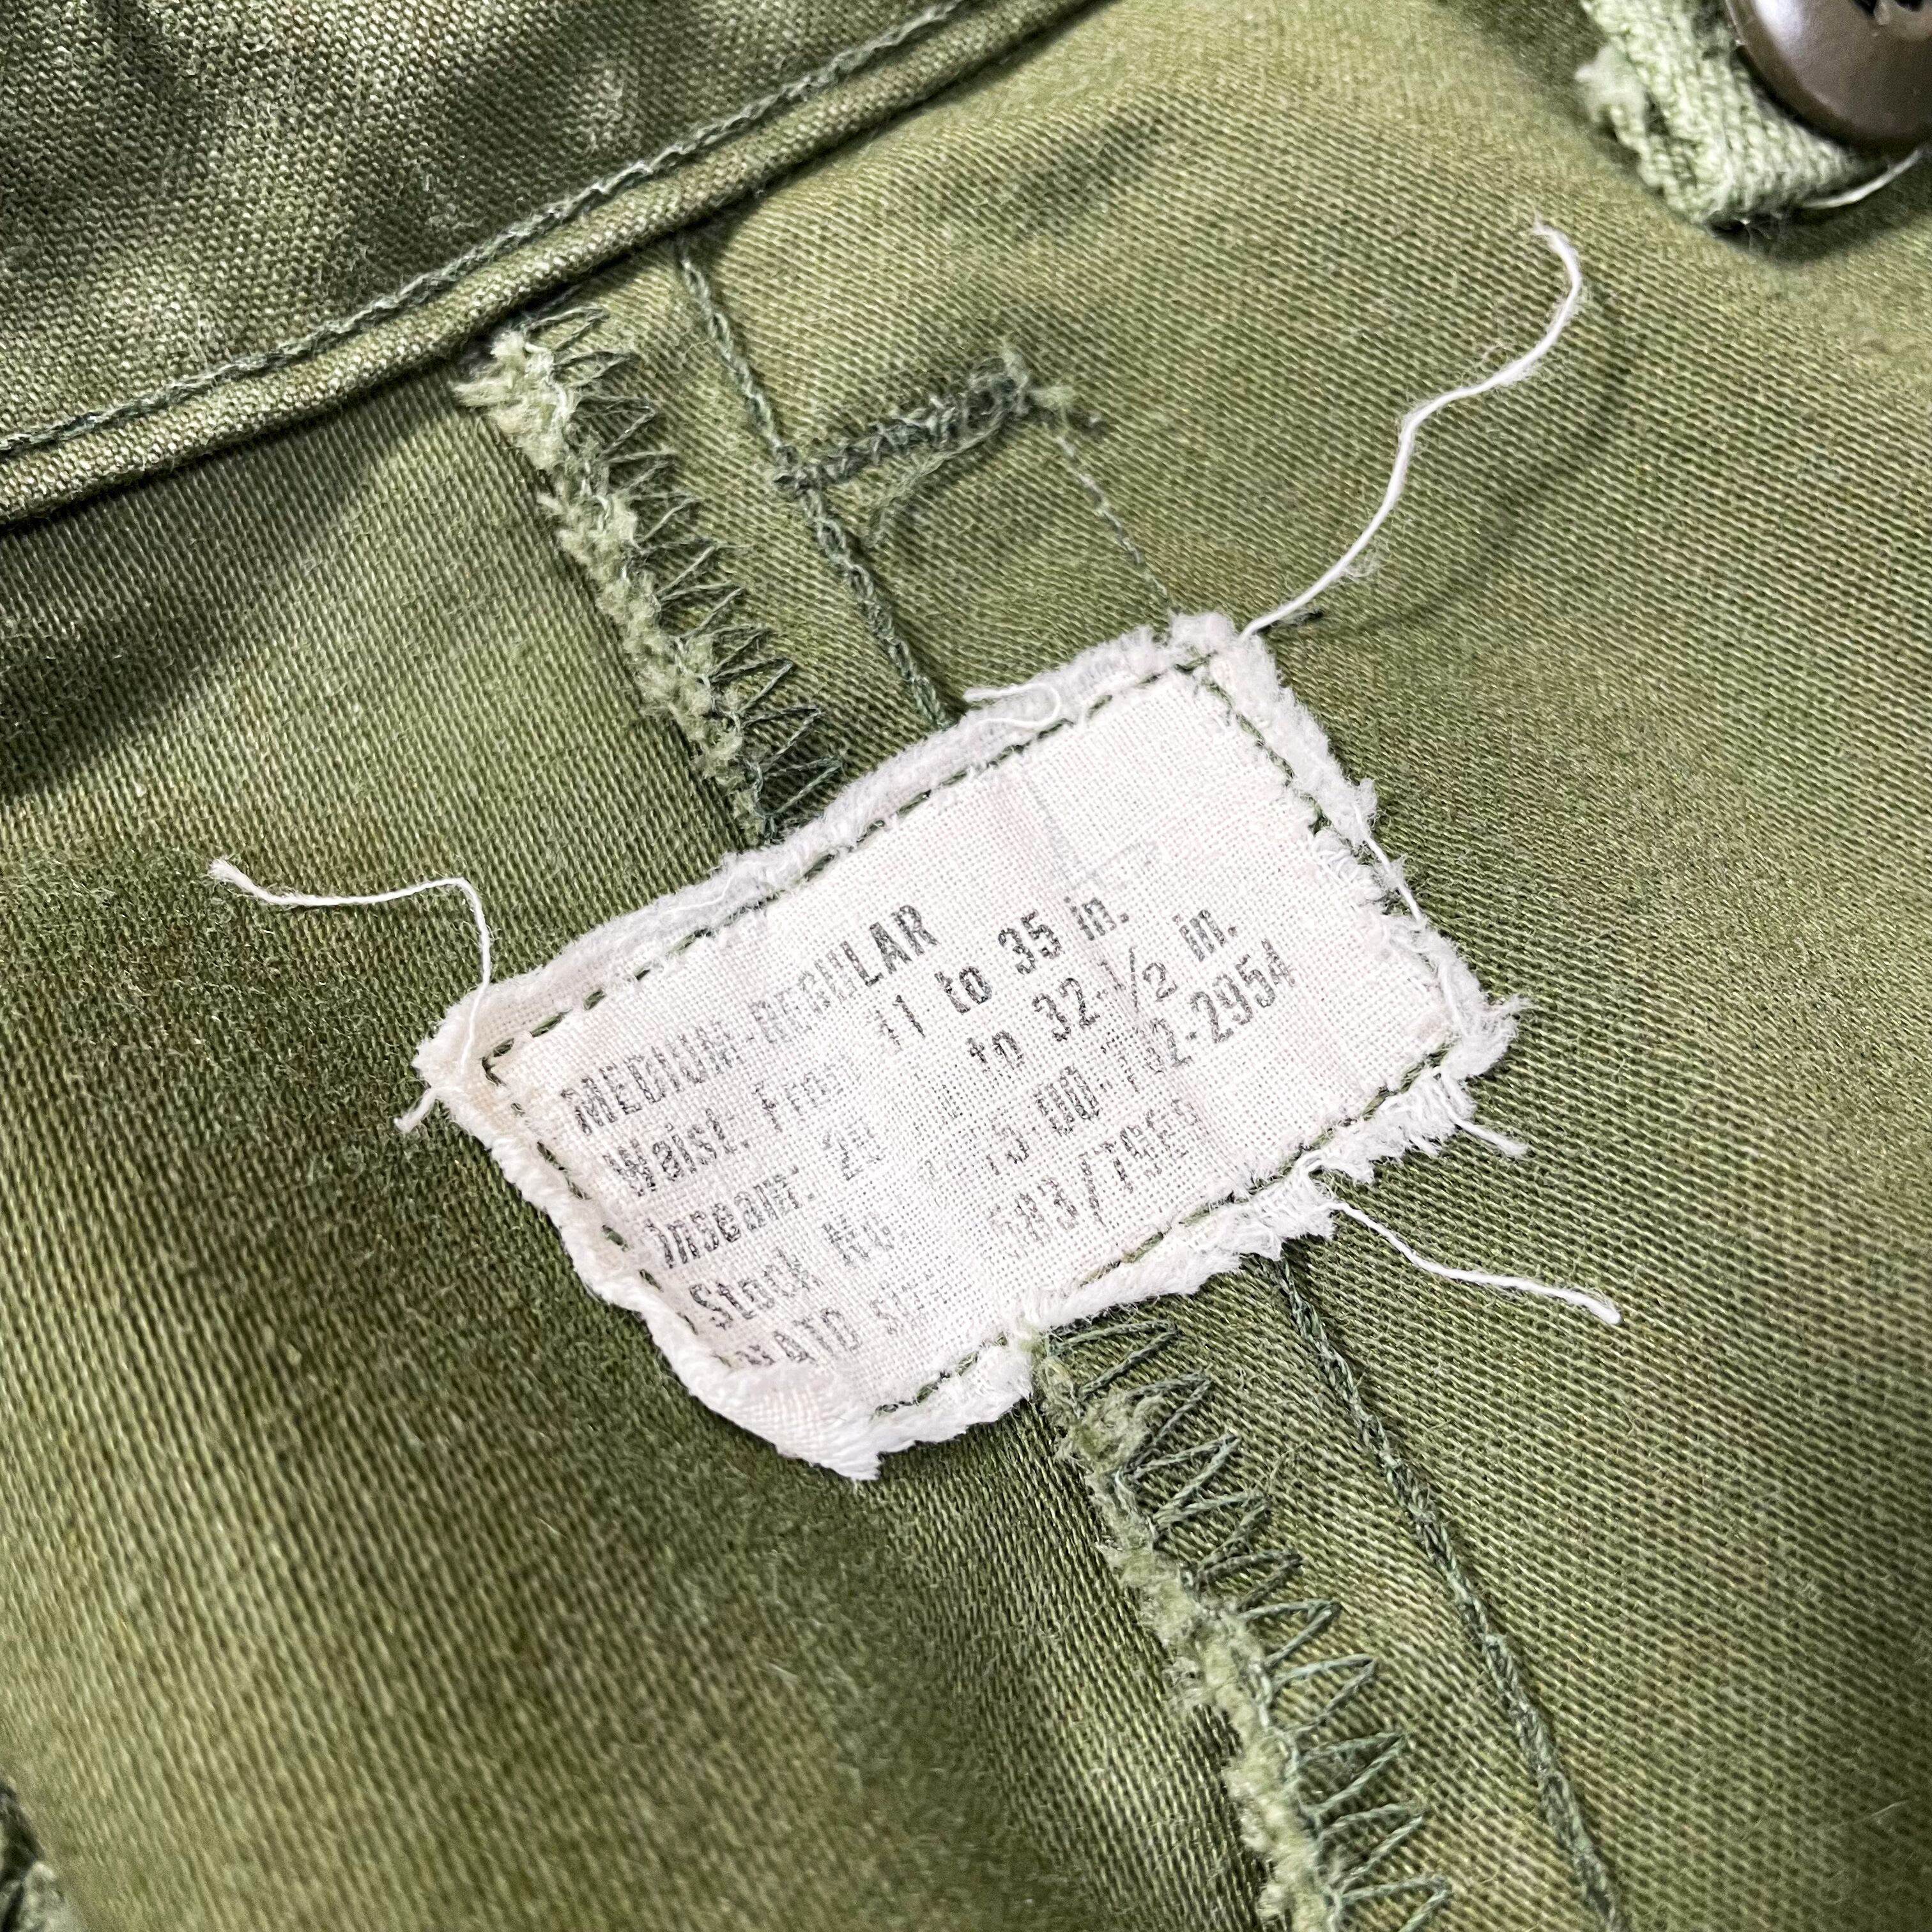 MEDIUM-REGULAR
Waist: From 31 to 35 in.
Inseam: 29 to 32-1/2 in.
Stock No. 8415-00-782-2954
NATO